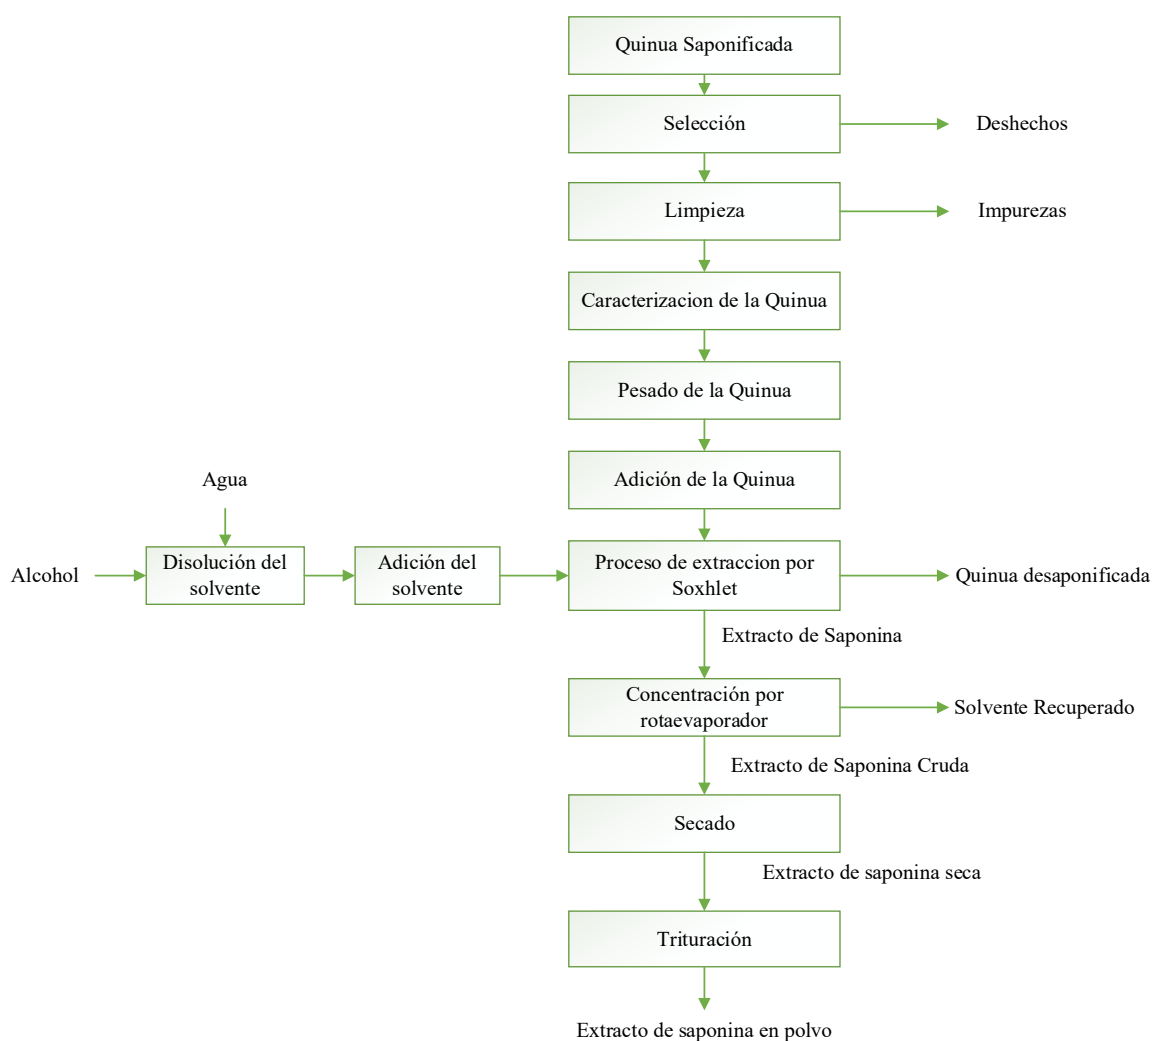 Quinua Saponificada
Selección
Deshechos
Limpieza
Impurezas
Caracterizacion de la Quinua
Pesado de la Quinua
Adición de la Quinua
Agua
Alcohol
Disolución del
solvente
Adición del
solvente
Proceso de extraccion por
Soxhlet
Quinua desaponificada
Extracto de Saponina
Concentración por
rotaevaporador
Solvente Recuperado
Extracto de Saponina Cruda
Secado
Extracto de saponina seca
Trituración
Extracto de saponina en polvo